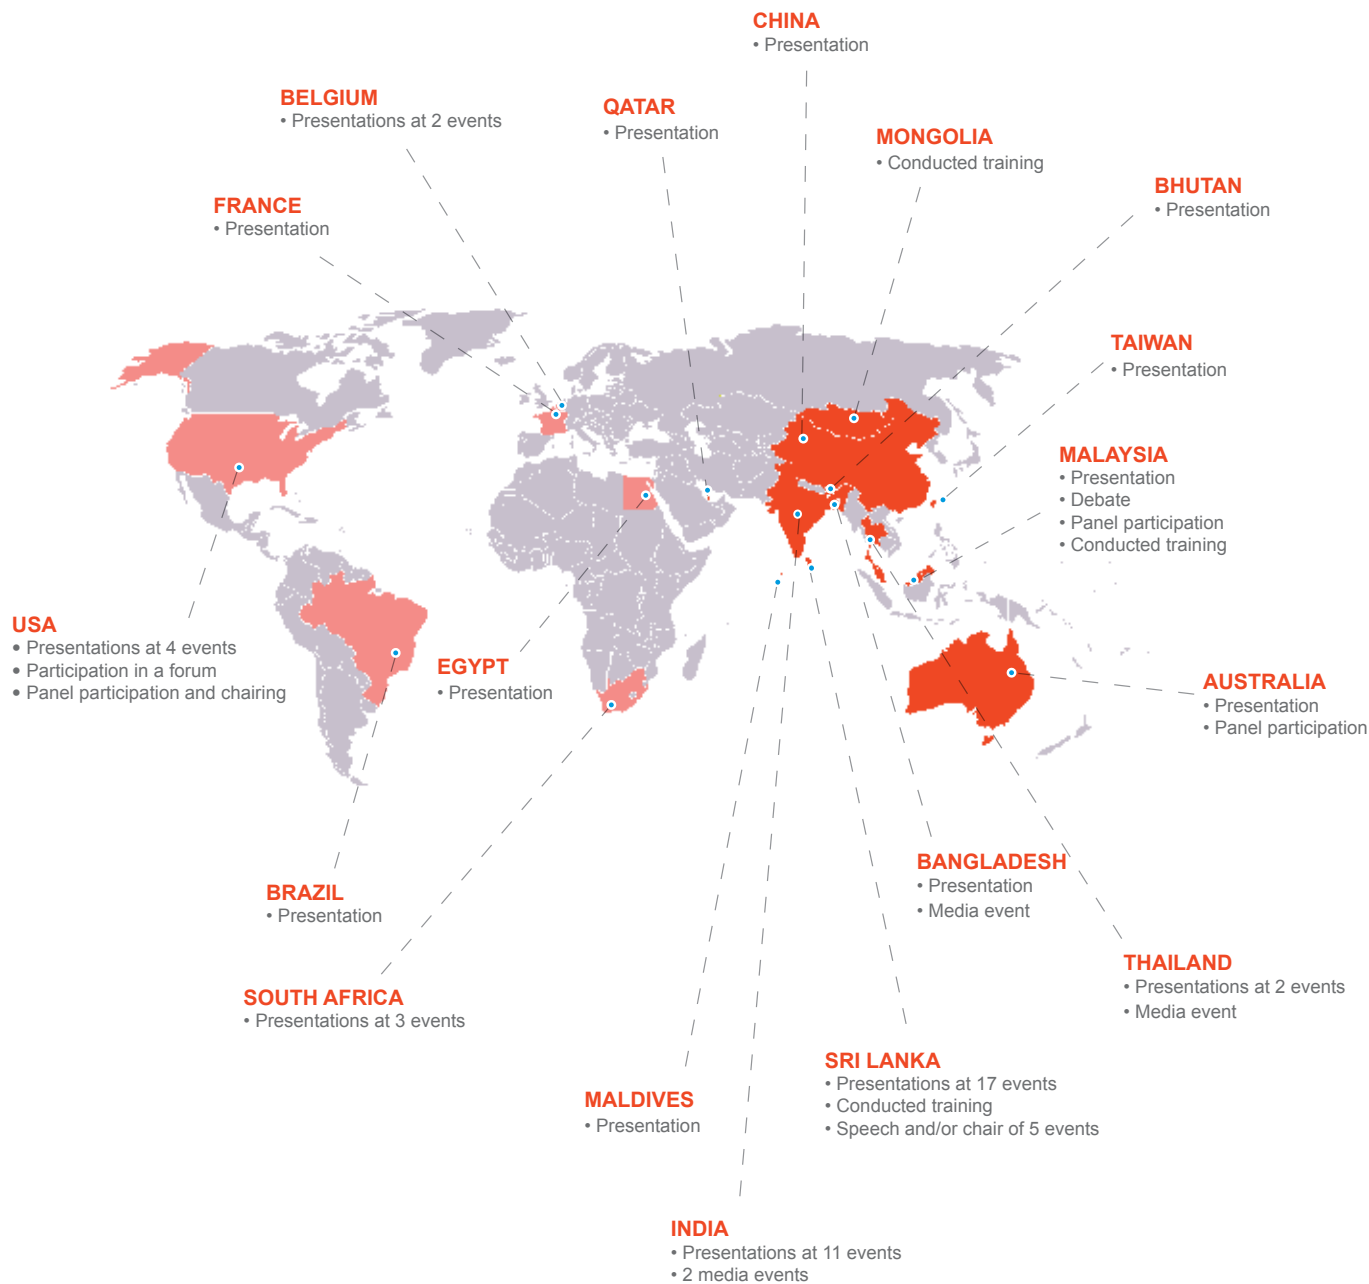 CHINA
• Presentation
BELGIUM
• Presentations at 2 events
QATAR
• Presentation
MONGOLIA
• Conducted training
BHUTAN
• Presentation
FRANCE
• Presentation
TAIWAN
• Presentation
MALAYSIA
• Presentation
• Debate
• Panel participation
• Conducted training
USA
• Presentations at 4 events
• Participation in a forum
• Panel participation and chairing
EGYPT
• Presentation
AUSTRALIA
• Presentation
• Panel participation
BRAZIL
• Presentation
BANGLADESH
• Presentation
• Media event
THAILAND
• Presentations at 2 events
• Media event
SOUTH AFRICA
• Presentations at 3 events
SRI LANKA
• Presentations at 17 events
• Conducted training
• Speech and/or chair of 5 events
MALDIVES
• Presentation
INDIA
• Presentations at 11 events
• 2 media events